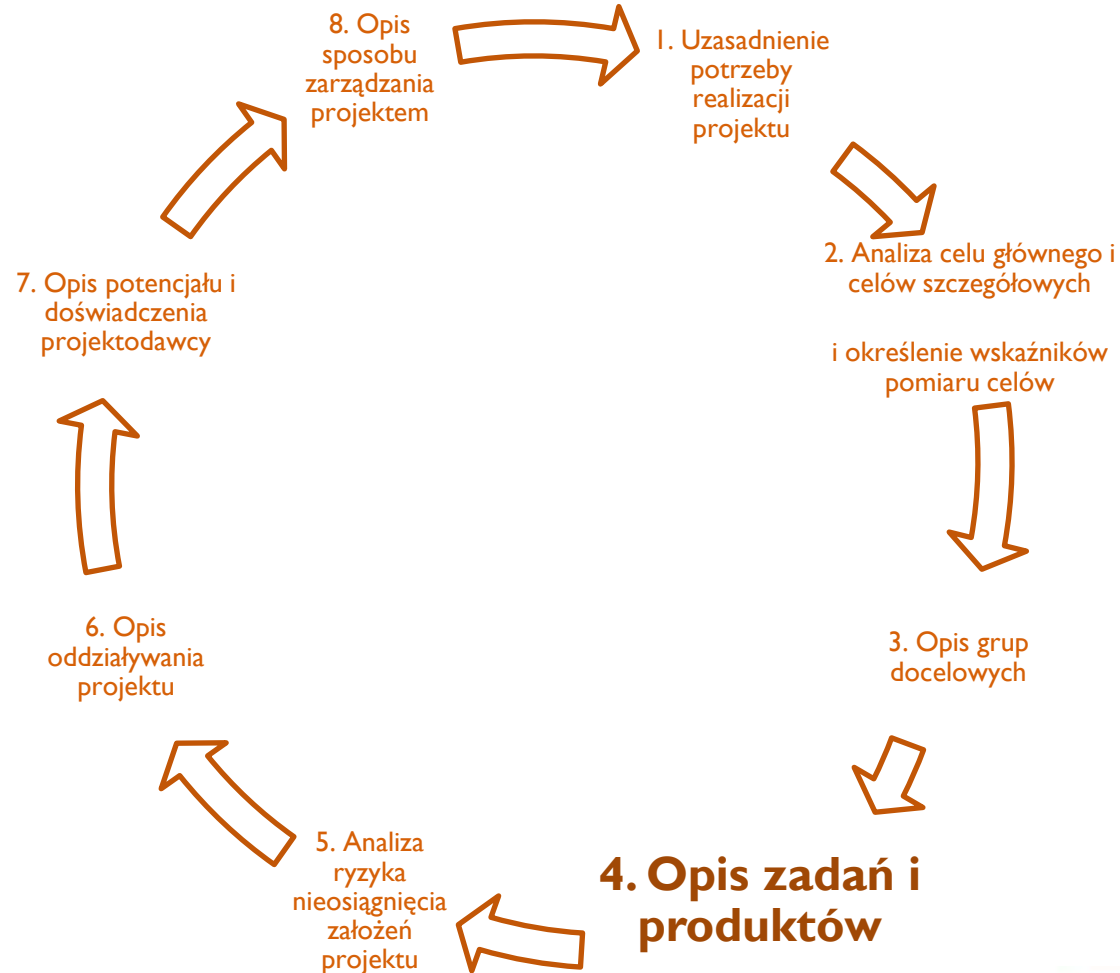 1. Uzasadnienie
potrzeby
realizacji
projektu
2. Analiza celu głównego i
celów szczegółowych
i określenie wskaźników
pomiaru celów
3. Opis grup
docelowych
4. Opis zadań i
produktów
5. Analiza
ryzyka
nieosiągnięcia
założeń
projektu
6. Opis
oddziaływania
projektu
7. Opis potencjału i
doświadczenia
projektodawcy
8. Opis
sposobu
zarządzania
projektem